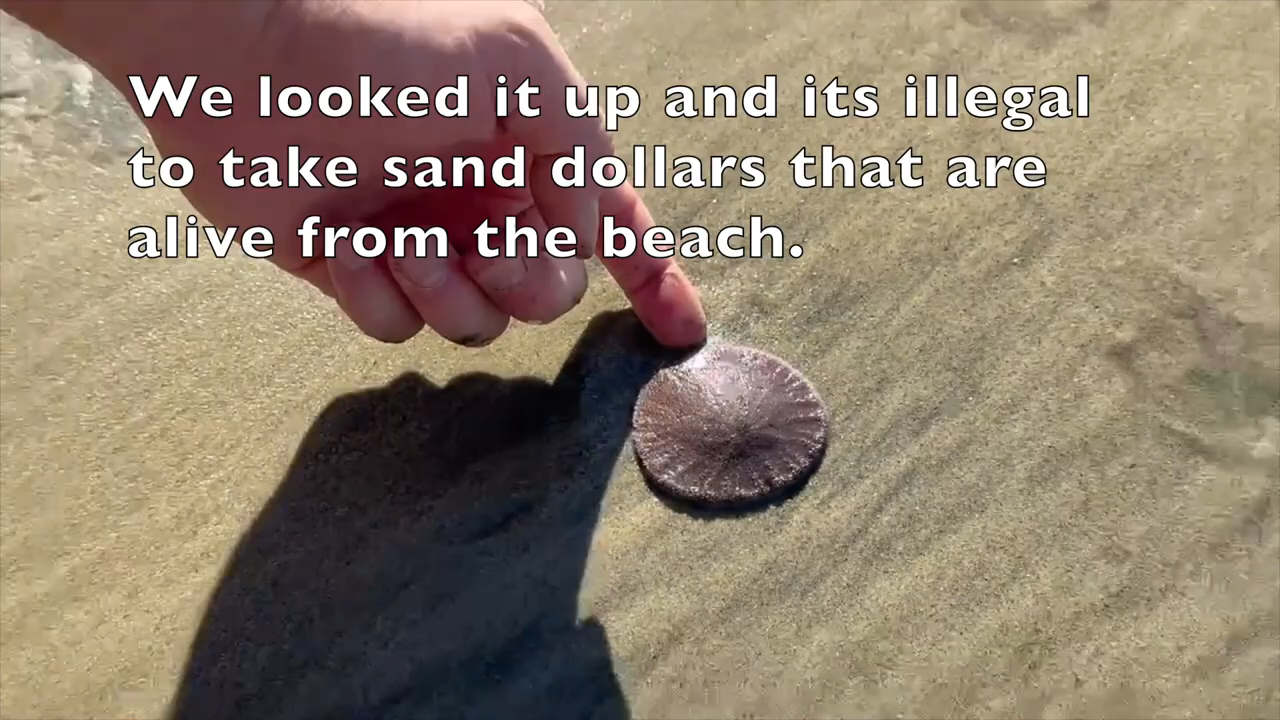 We looked it up and its illegal
to take sand dollars that are
alive from the beach.